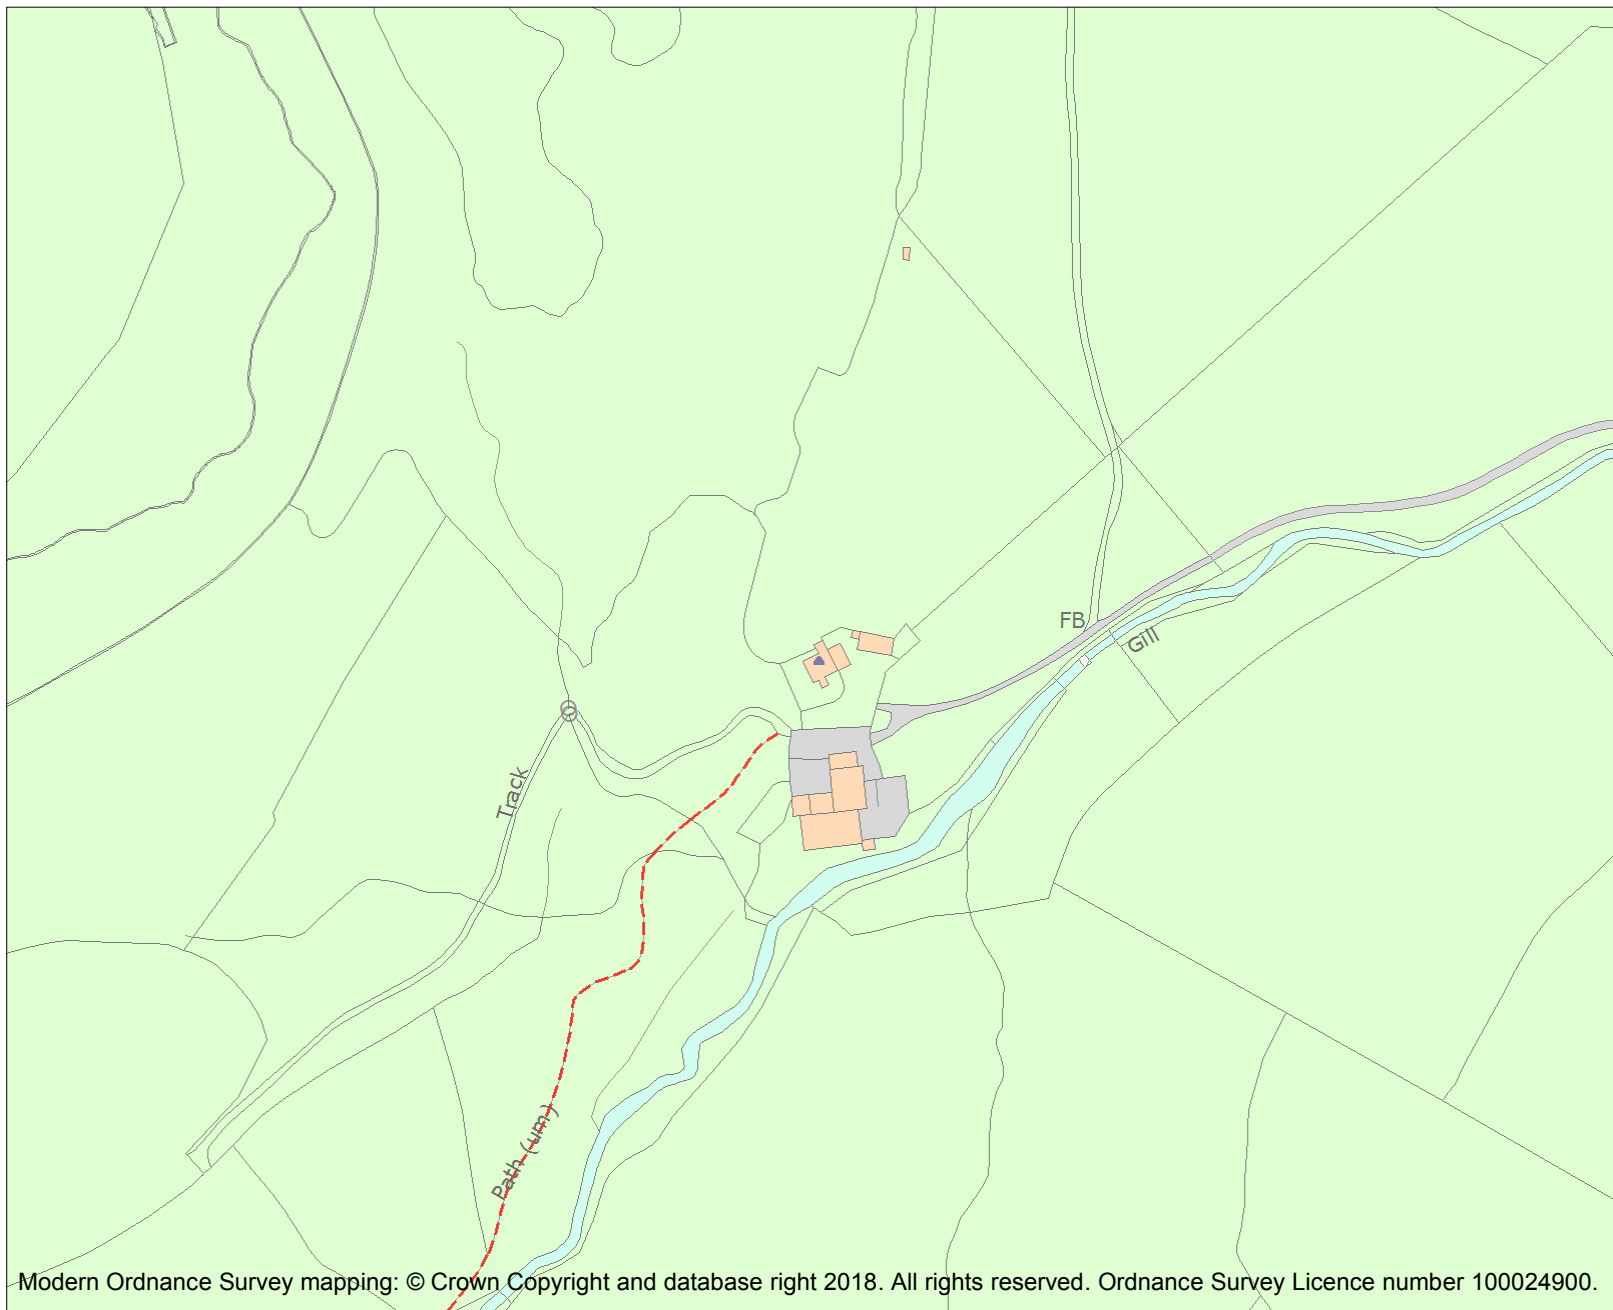 FB
Gill
Track
Path (um)
Modern Ordnance Survey mapping: © Crown Copyright and database right 2018. All rights reserved. Ordnance Survey Licence number 100024900.